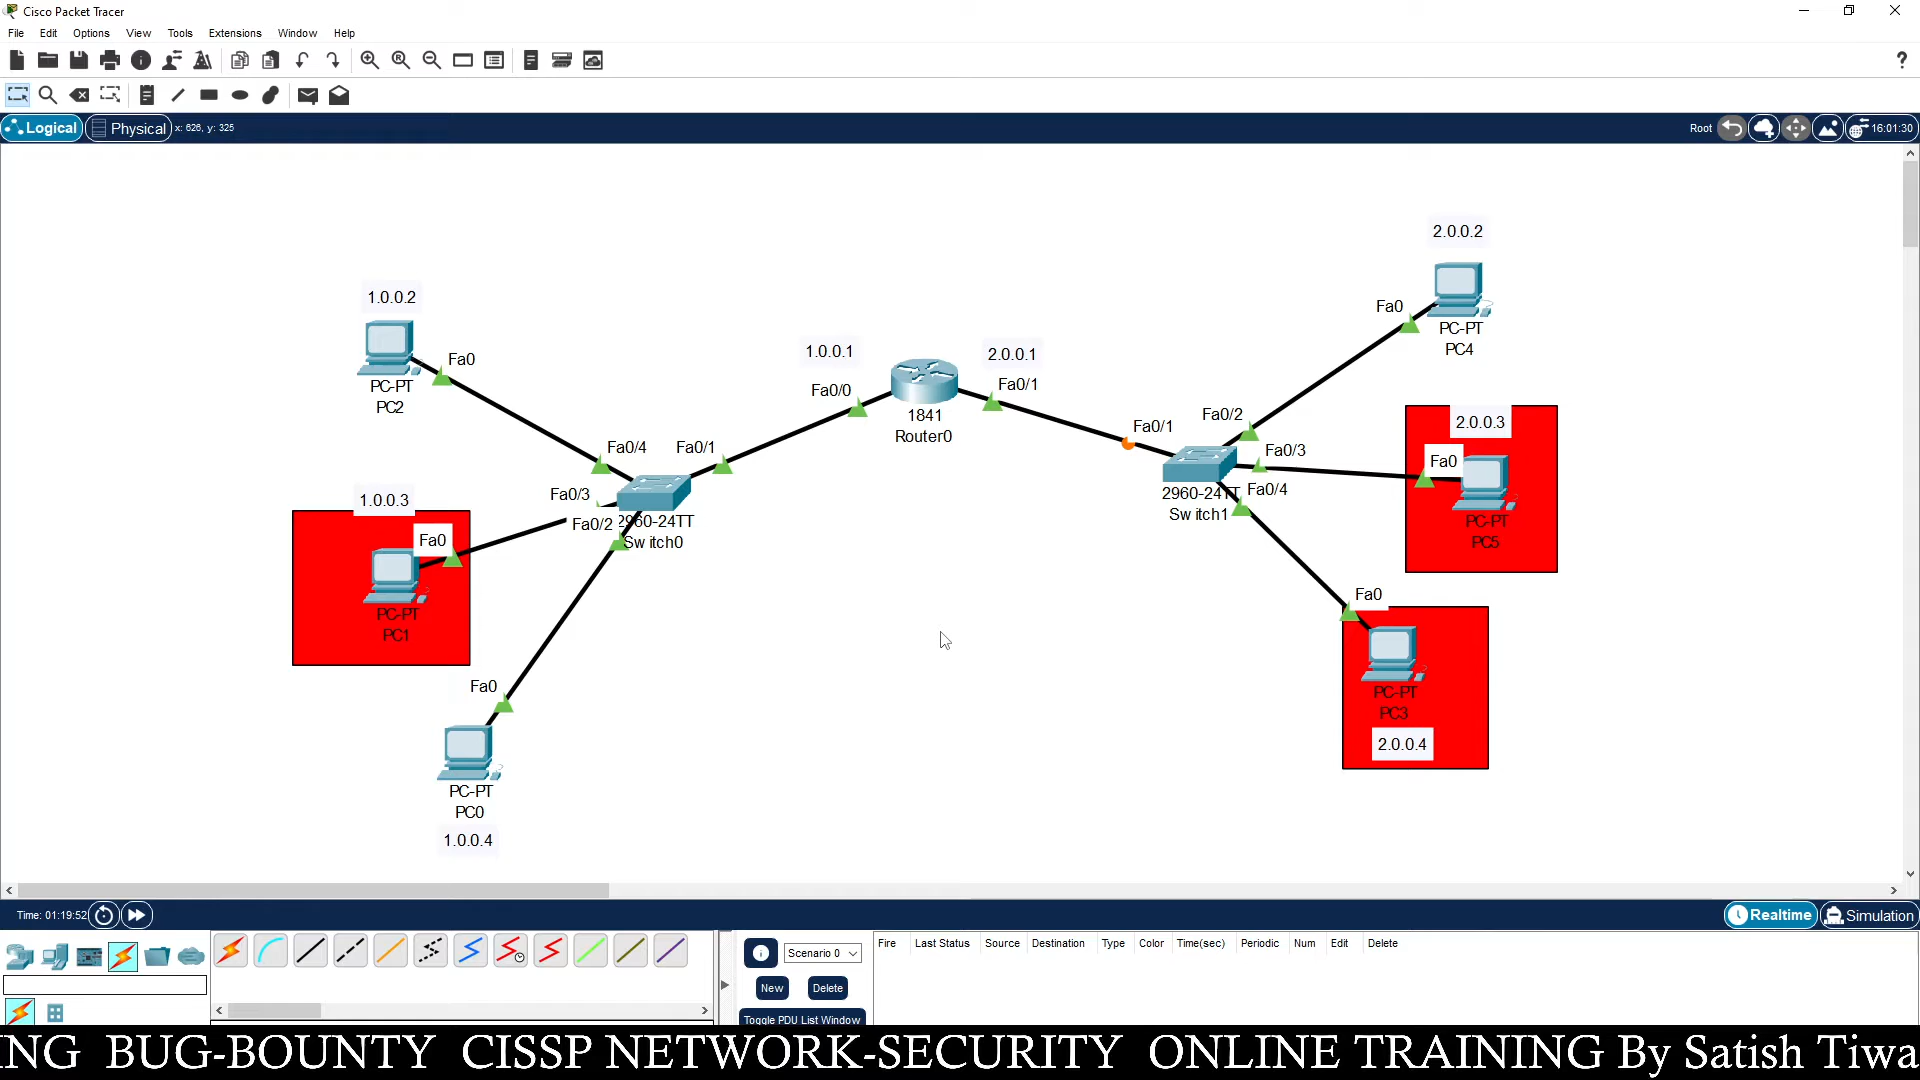 Cisco Packet Tracer
File Edit Options View Tools Extensions Window Help
Logical Physical x: 626, y: 325 Root 16:01:30
2.0.0.2
1.0.0.2
Fa0
PC-PT
PC4
Fa0
PC-PT
PC2
1.0.0.1
2.0.0.1
Fa0/0
Fa0/1
1841
Router0
Fa0/4
Fa0/1
Fa0/3
Fa0/2
2960-24TT
Switch0
Fa0/1
Fa0/2
Fa0/3
Fa0/4
2960-24TT
Switch1
2.0.0.3
Fa0
PC-PT
PC5
1.0.0.3
Fa0
PC-PT
PC1
Fa0
PC-PT
PC3
2.0.0.4
Fa0
PC-PT
PC0
1.0.0.4
Time: 01:19:52 Realtime Simulation
Scenario 0
New Delete
Toggle PDU List Window
Fire Last Status Source Destination Type Color Time(sec) Periodic Num Edit Delete
ING BUG-BOUNTY CISSP NETWORK-SECURITY ONLINE TRAINING By Satish Tiwa